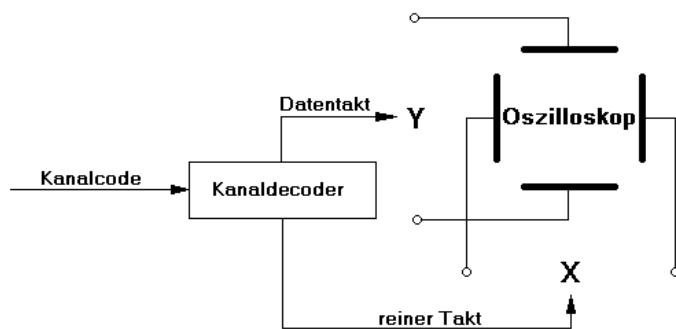 Datentakt
Y
Oszilloskop
Kanalcode
Kanaldecoder
X
reiner Takt